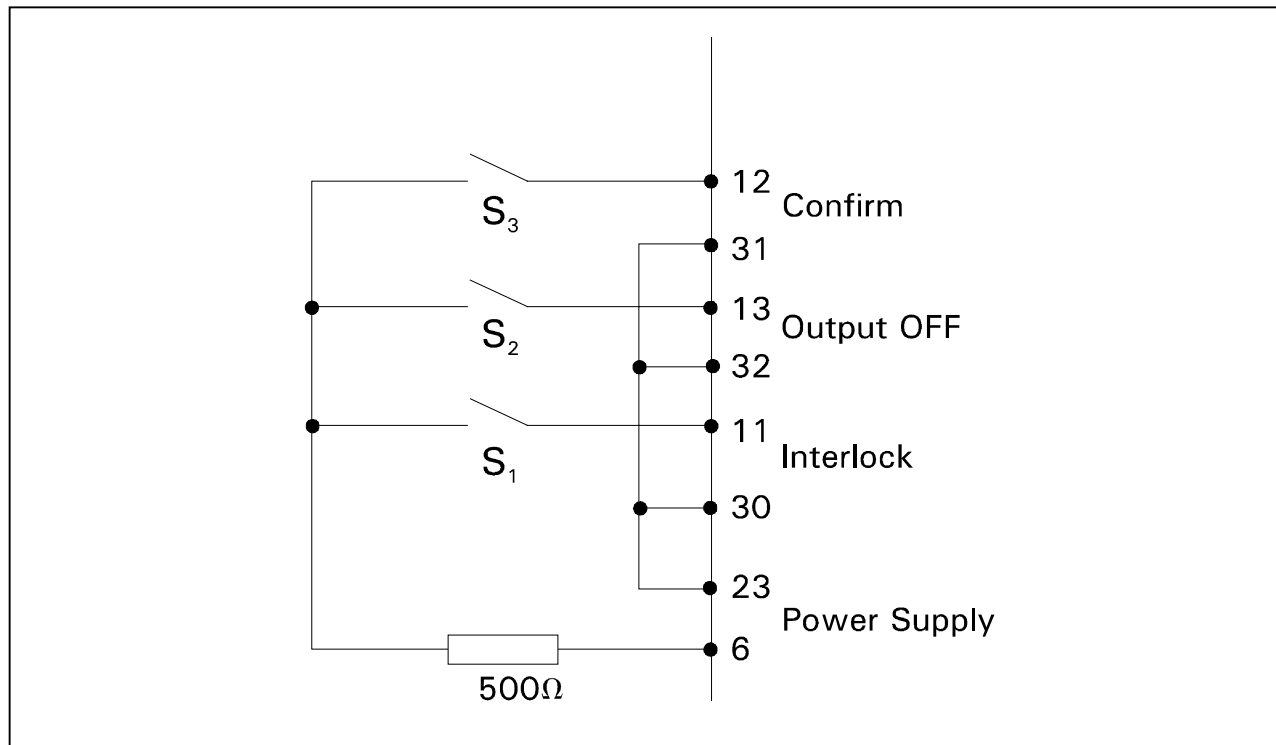 12
Confirm
S₃
31
13
Output OFF
S₂
32
11
Interlock
S₁
30
23
Power Supply
6
500Ω